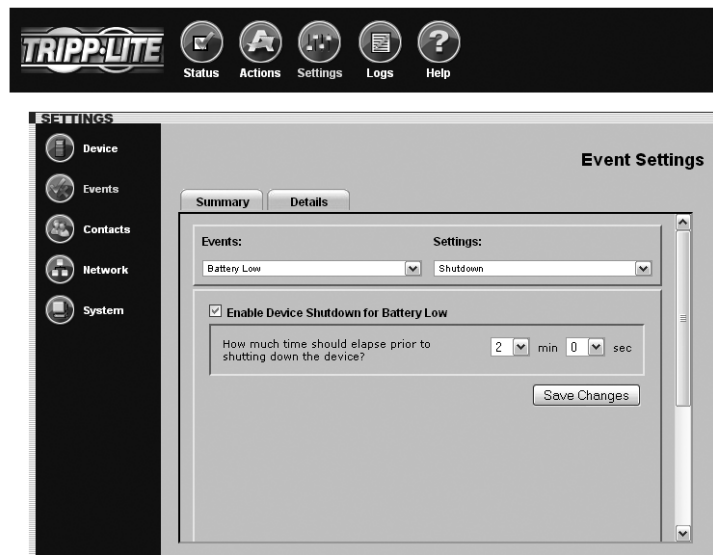 TRIPP·LITE
Status Actions Settings Logs Help
SETTINGS
Device
Events
Contacts
Network
System
Event Settings
Summary Details
Events: Settings:
Battery Low Shutdown
Enable Device Shutdown for Battery Low
How much time should elapse prior to
shutting down the device?
2 min 0 sec
Save Changes